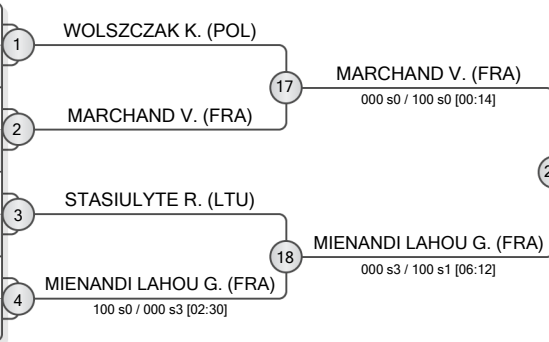 WOLSZCZAK K. (POL)
1
17
MARCHAND V. (FRA)
000 s0 / 100 s0 [00:14]
MARCHAND V. (FRA)
2
STASIULYTE R. (LTU)
3
18
MIENANDI LAHOU G. (FRA)
000 s3 / 100 s1 [06:12]
MIENANDI LAHOU G. (FRA)
4
100 s0 / 000 s3 [02:30]